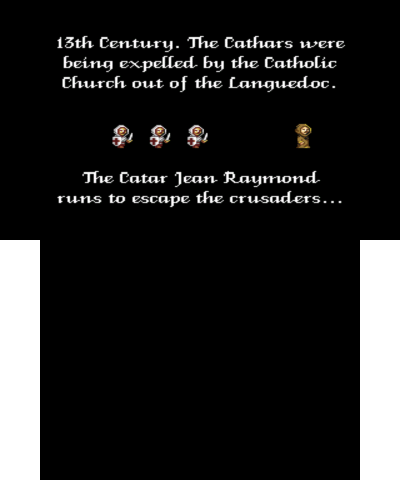 13th Century. The Cathars were
being expelled by the Catholic
Church out of the Languedoc.
The Catar Jean Raymond
runs to escape the crusaders...